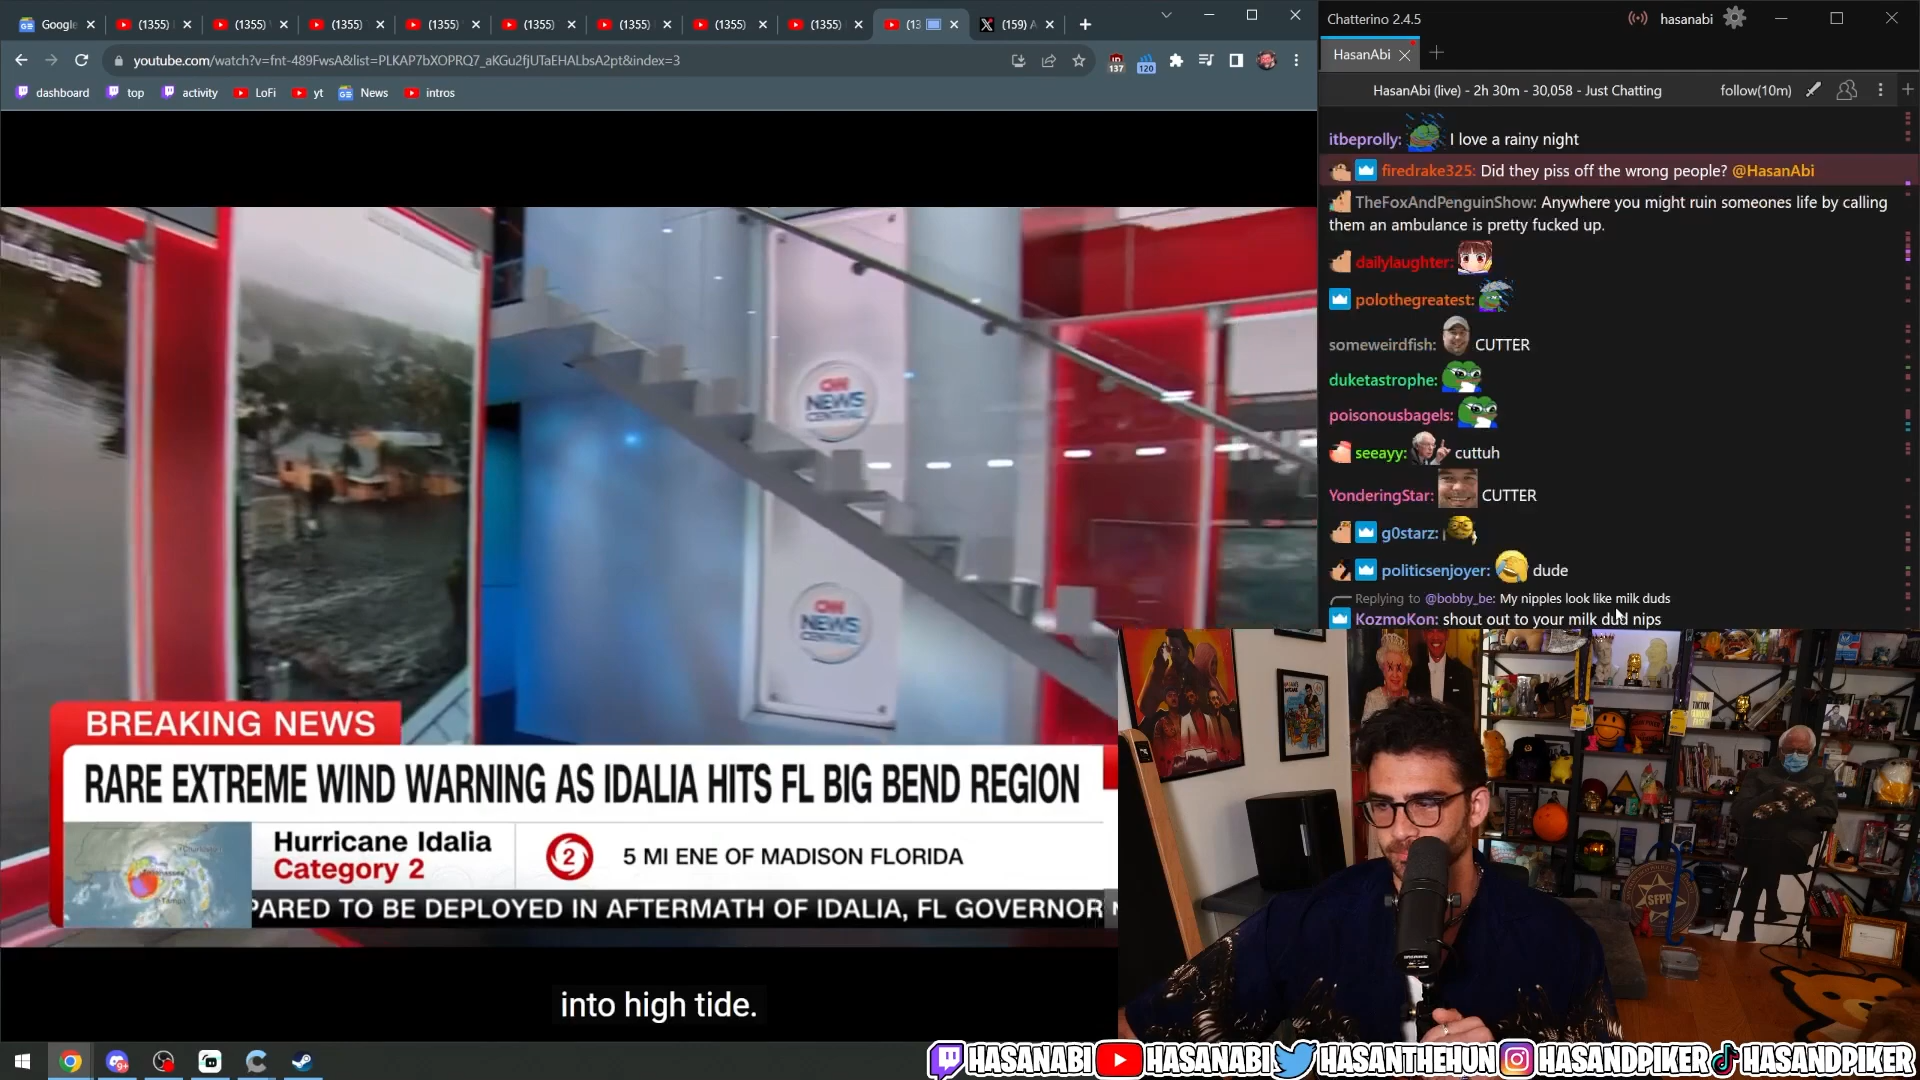 Google
(1355)
(1355)
(1355)
(1355)
(1355)
(1355)
(1355)
(1355)
(13
(159) A
youtube.com/watch?v=fnt-489FwsA&list=PLKAP7bXOPRQ7_aKGu2fjUTaEHALbsA2pt&index=3
137
120
dashboard
top
activity
LoFi
yt
News
intros
images
CNN
NEWS
CENTRAL
CNN
NEWS
CENTRAL
BREAKING NEWS
RARE EXTREME WIND WARNING AS IDALIA HITS FL BIG BEND REGION
Hurricane Idalia
Category 2
2
5 MI ENE OF MADISON FLORIDA
PARED TO BE DEPLOYED IN AFTERMATH OF IDALIA, FL GOVERNOR
into high tide.
Chatterino 2.4.5
hasanabi
HasanAbi
HasanAbi (live) - 2h 30m - 30,058 - Just Chatting
follow(10m)
itbeprolly: I love a rainy night
firedrake325: Did they piss off the wrong people? @HasanAbi
TheFoxAndPenguinShow: Anywhere you might ruin someones life by calling
them an ambulance is pretty fucked up.
dailylaughter:
polothegreatest:
someweirdfish: CUTTER
duketastrophe:
poisonousbagels:
seeayy: cuttuh
YonderingStar: CUTTER
g0starz:
politicsenjoyer: dude
Replying to @bobby_be: My nipples look like milk duds
KozmoKon: shout out to your milk dud nips
SFPD
HASANABI HASANABI HASANTHEHUN HASANDPIKER HASANDPIKER